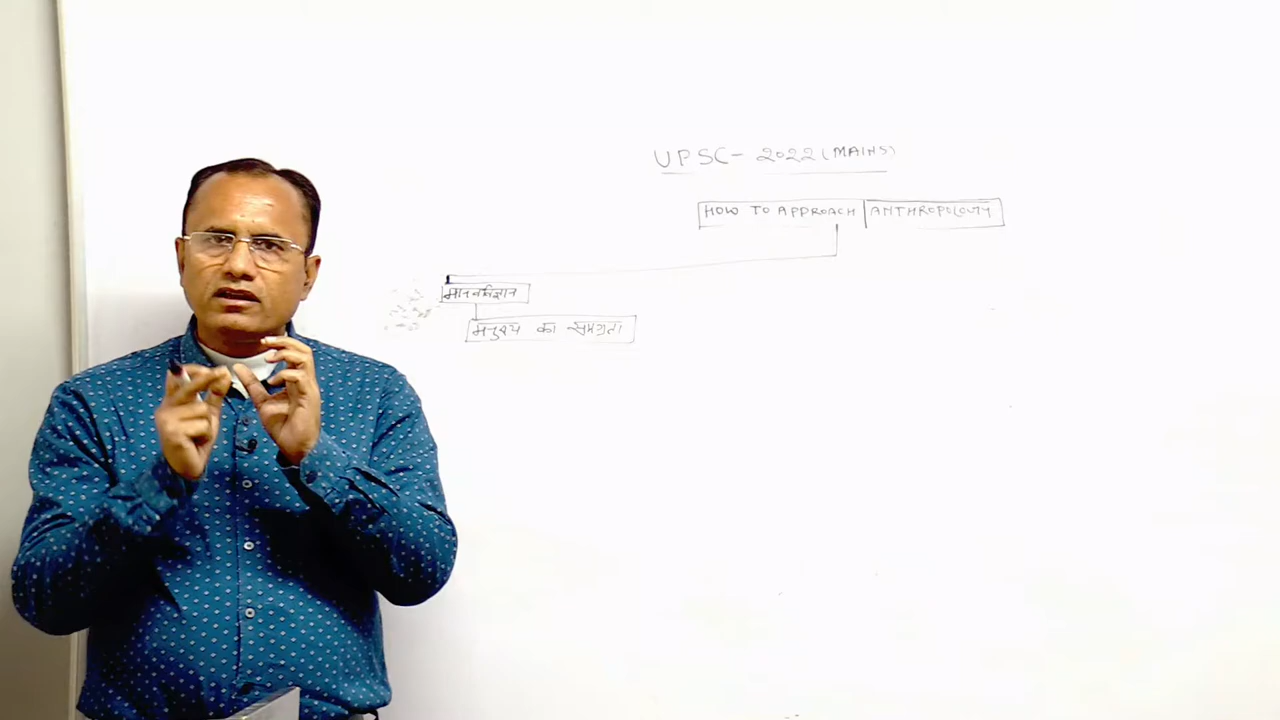 UPSC- 2022 (MAINS)
HOW TO APPROACH ANTHROPOLOGY
मानवविज्ञान
मनुष्य का समग्रता